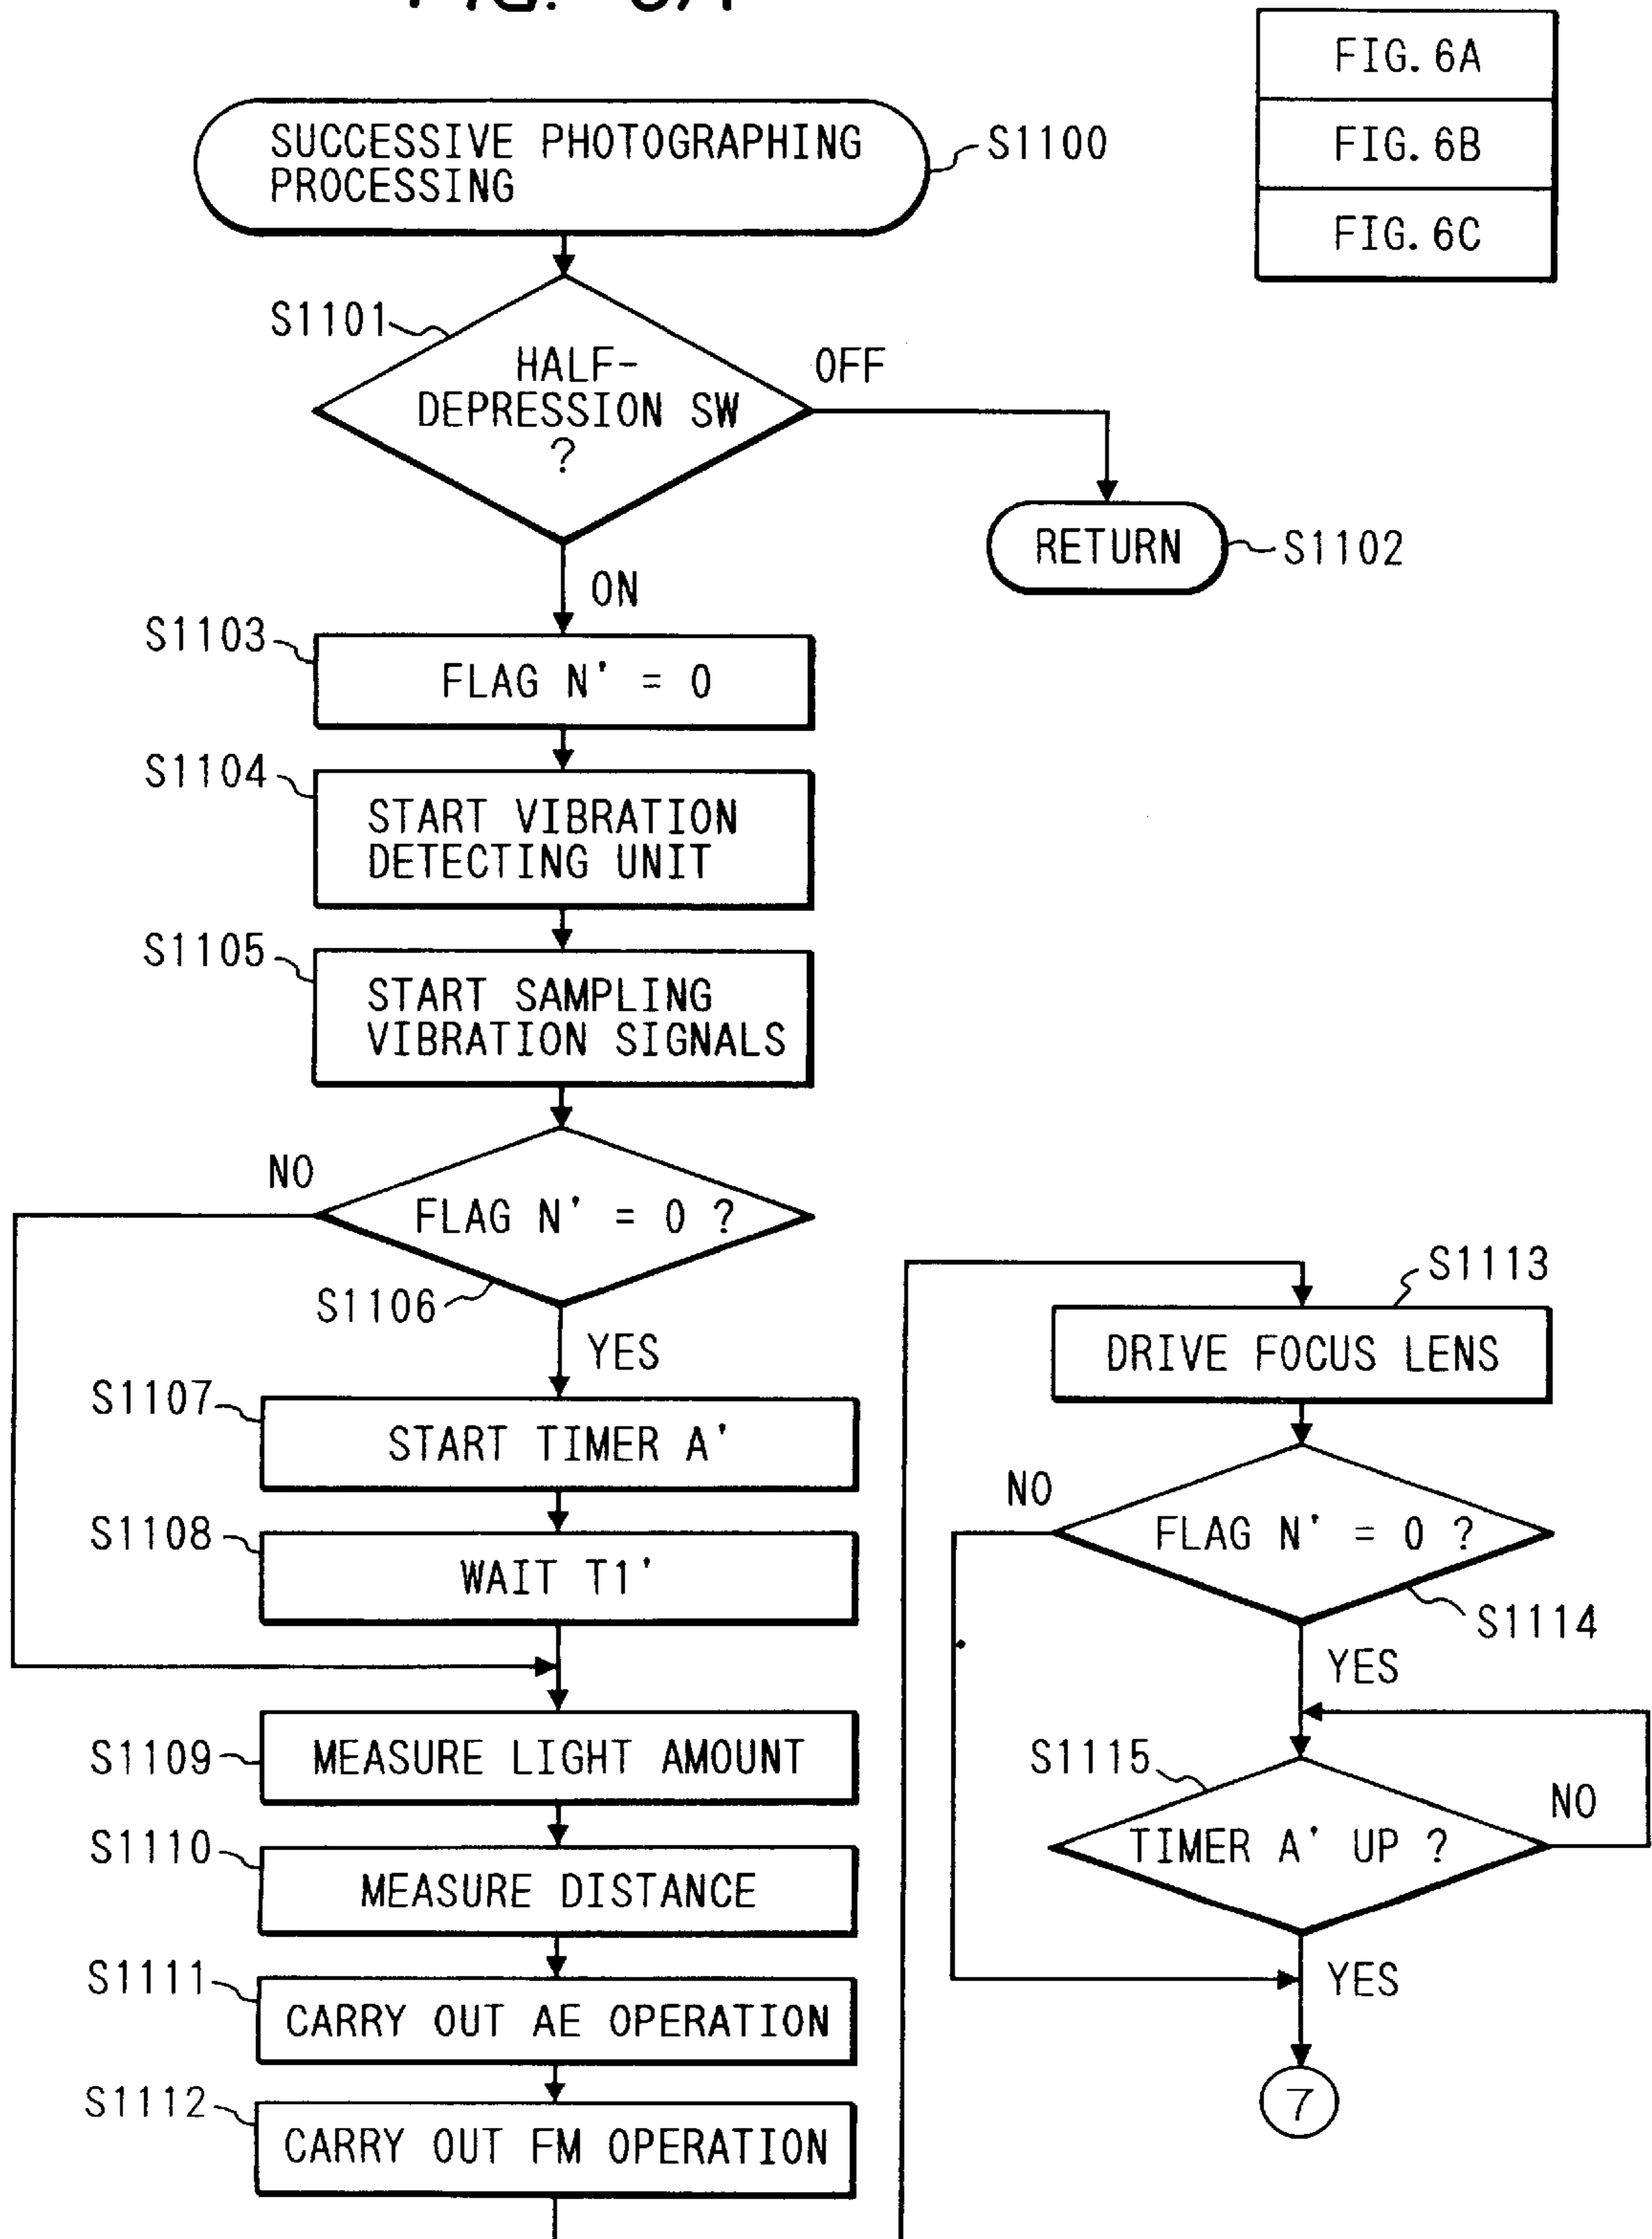 FIG. 6A
FIG. 6A
FIG. 6B
FIG. 6C
SUCCESSIVE PHOTOGRAPHING
PROCESSING
S1100
S1101
HALF-
DEPRESSION SW
?
OFF
RETURN
S1102
ON
S1103
FLAG N' = 0
S1104
START VIBRATION
DETECTING UNIT
S1105
START SAMPLING
VIBRATION SIGNALS
NO
FLAG N' = 0 ?
S1106
YES
S1107
START TIMER A'
S1108
WAIT T1'
S1109
MEASURE LIGHT AMOUNT
S1110
MEASURE DISTANCE
S1111
CARRY OUT AE OPERATION
S1112
CARRY OUT FM OPERATION
S1113
DRIVE FOCUS LENS
NO
FLAG N' = 0 ?
S1114
YES
S1115
TIMER A' UP ?
NO
YES
7